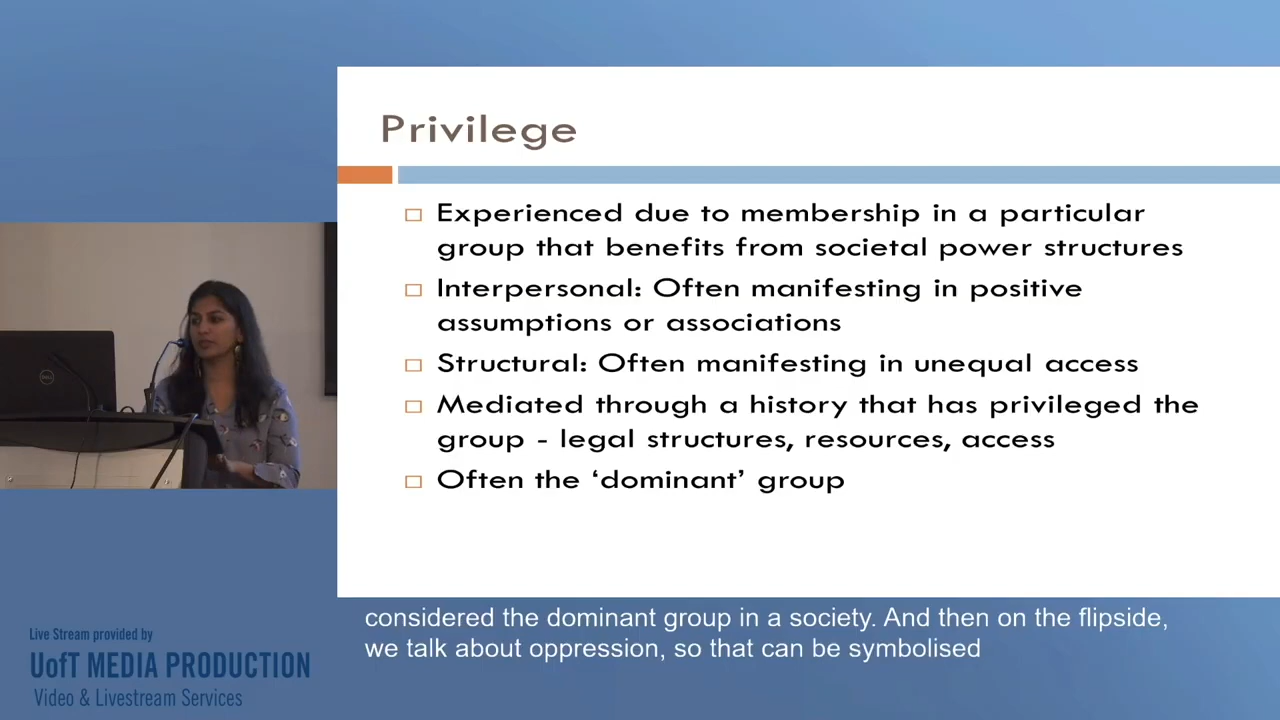 Privilege
Experienced due to membership in a particular
group that benefits from societal power structures
Interpersonal: Often manifesting in positive
assumptions or associations
Structural: Often manifesting in unequal access
Mediated through a history that has privileged the
group - legal structures, resources, access
Often the ‘dominant’ group
DELL
considered the dominant group in a society. And then on the flipside,
we talk about oppression, so that can be symbolised
Live Stream provided by
UofT MEDIA PRODUCTION
Video & Livestream Services